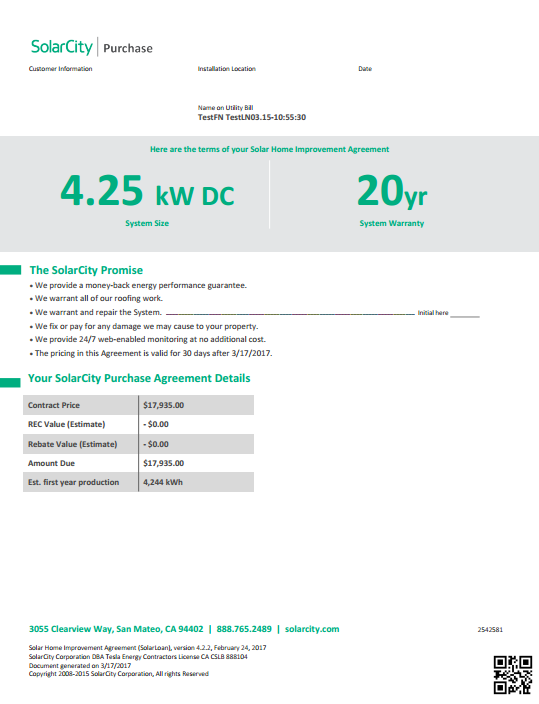 SolarCity | Purchase
Customer Information Installation Location Date
Name on Utility Bill
TestFN TestLN03.15-10:55:30
Here are the terms of your Solar Home Improvement Agreement
4.25 kW DC 20yr
System Size System Warranty
The SolarCity Promise
• We provide a money-back energy performance guarantee.
• We warrant all of our roofing work.
• We warrant and repair the System. Initial here
• We fix or pay for any damage we may cause to your property.
• We provide 24/7 web-enabled monitoring at no additional cost.
• The pricing in this Agreement is valid for 30 days after 3/17/2017.
Your SolarCity Purchase Agreement Details
Contract Price $17,935.00
REC Value (Estimate) - $0.00
Rebate Value (Estimate) - $0.00
Amount Due $17,935.00
Est. first year production 4,244 kWh
3055 Clearview Way, San Mateo, CA 94402 | 888.765.2489 | solarcity.com 2542581
Solar Home Improvement Agreement (SolarLoan), version 4.2.2, February 24, 2017
SolarCity Corporation DBA Tesla Energy Contractors License CA CSLB 888104
Document generated on 3/17/2017
Copyright 2008-2015 SolarCity Corporation, All rights Reserved